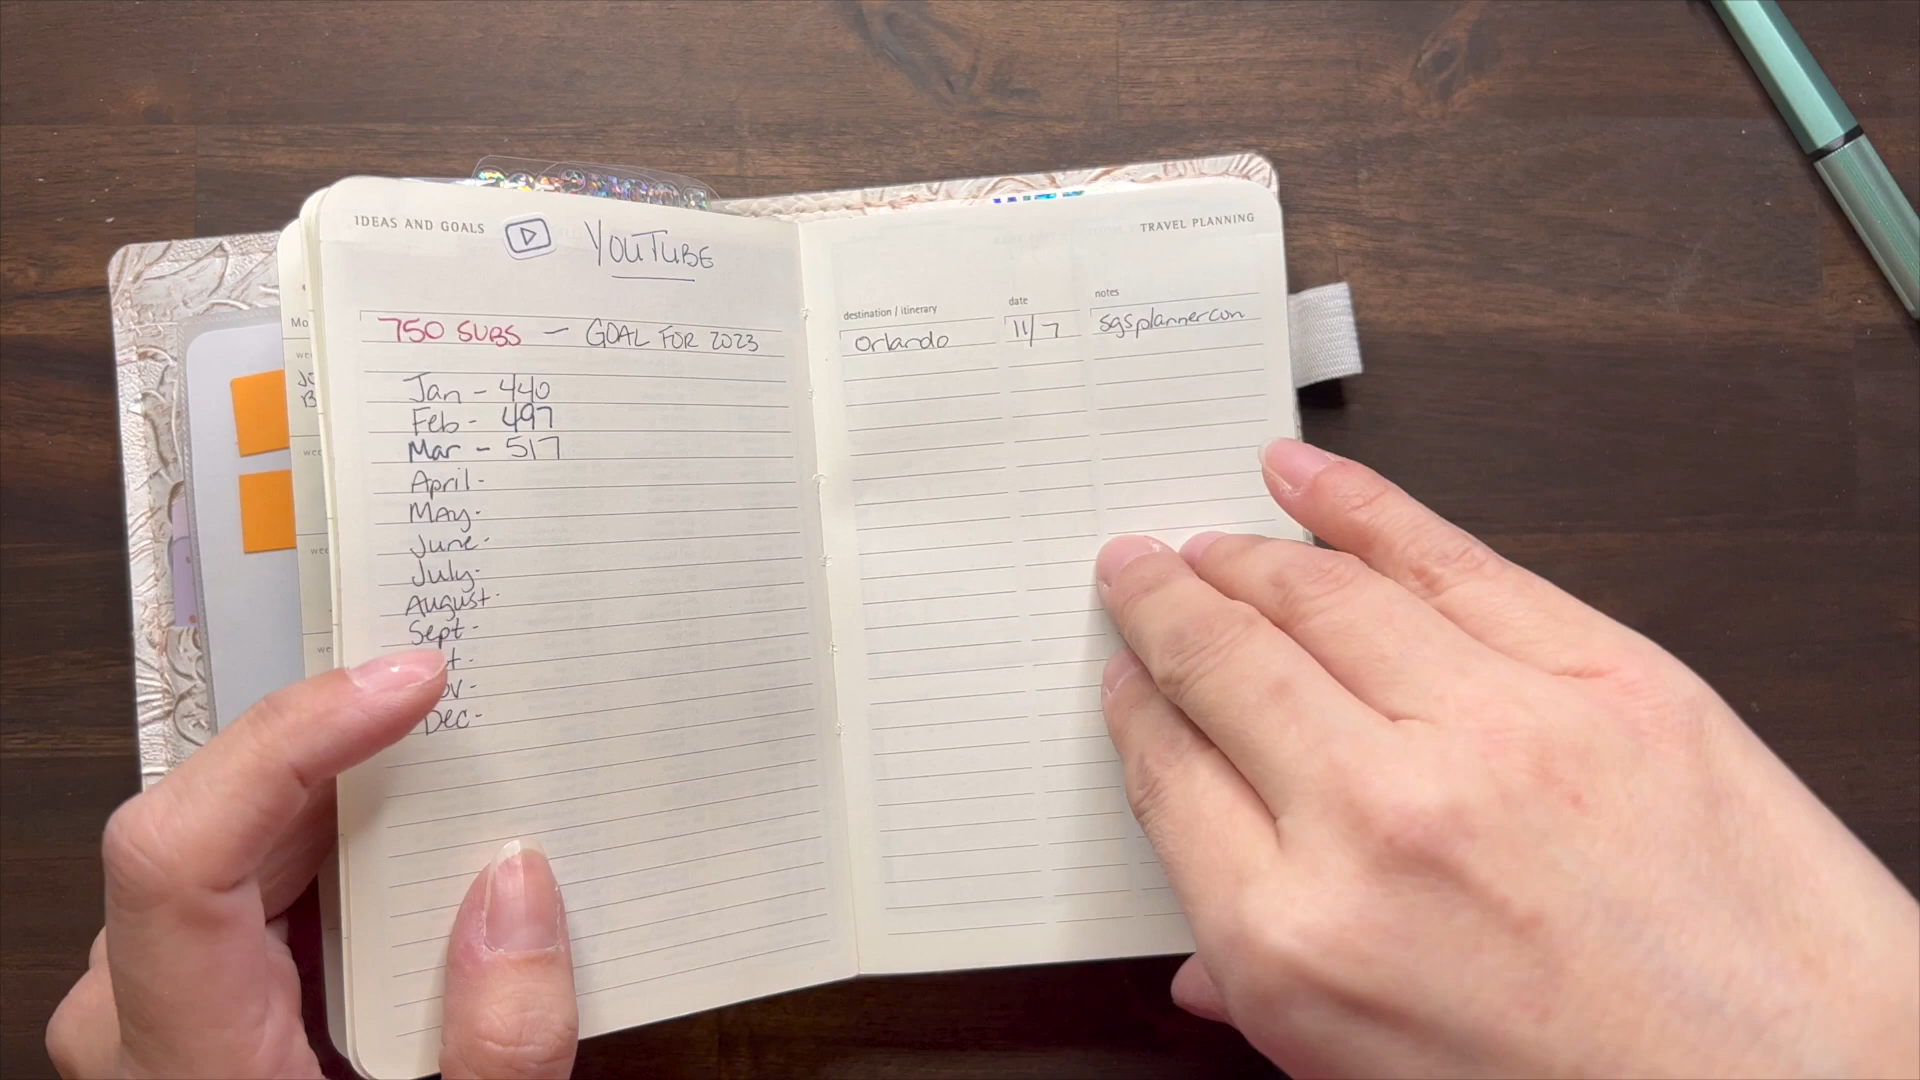 IDEAS AND GOALS
YOUTUBE
750 SUBS — GOAL FOR 2023
Jan - 440
Feb - 497
Mar - 517
April -
May -
June -
July -
August -
Sept -
Dec -
TRAVEL PLANNING
destination / itinerary date notes
Orlando 11/7 sgsplannercon